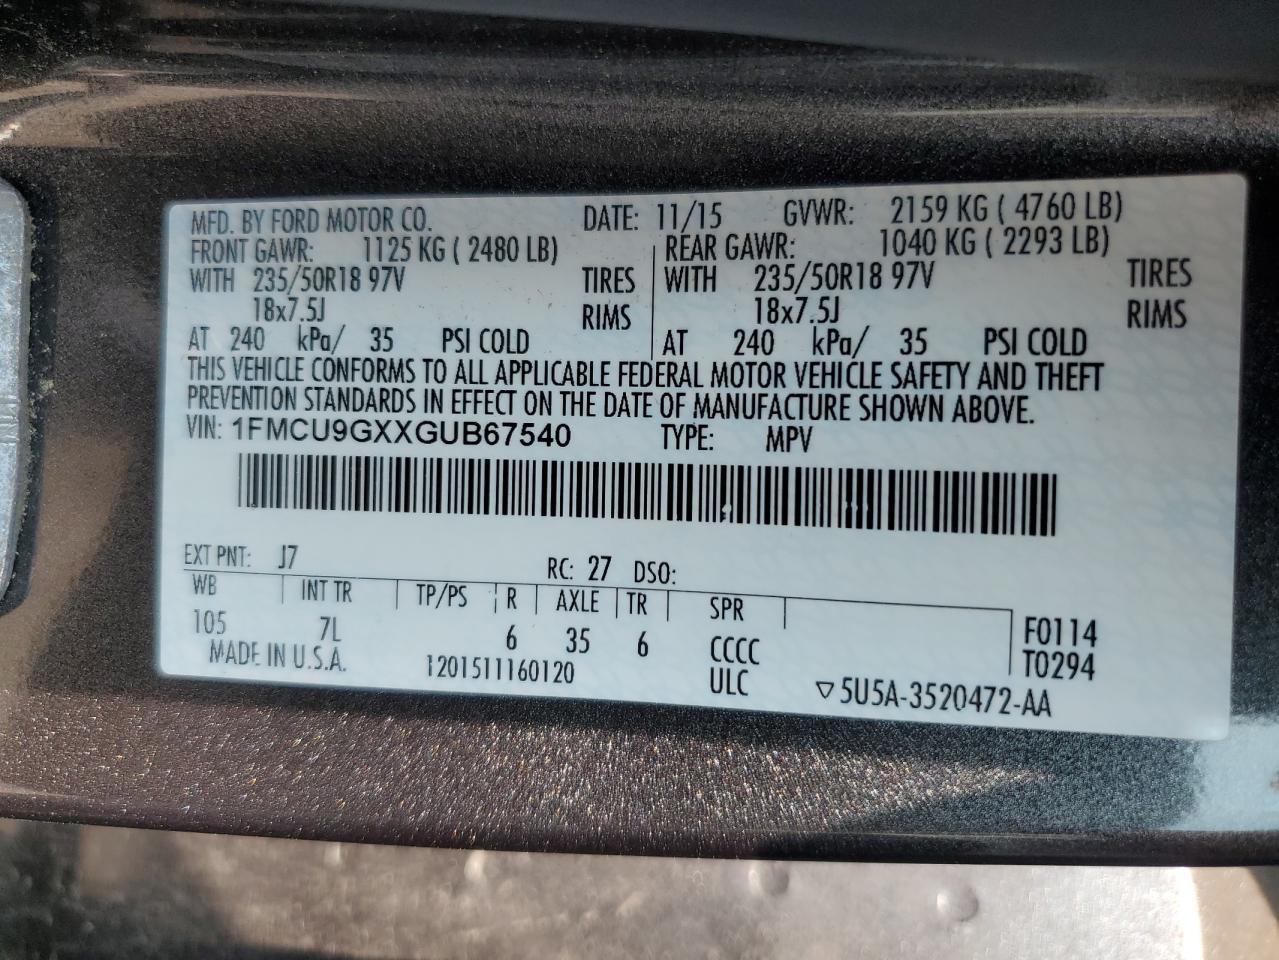 MFD. BY FORD MOTOR CO. DATE: 11/15 GVWR: 2159 KG ( 4760 LB)
FRONT GAWR: 1125 KG ( 2480 LB) REAR GAWR: 1040 KG ( 2293 LB)
WITH 235/50R18 97V TIRES WITH 235/50R18 97V TIRES
18x7.5J RIMS 18x7.5J RIMS
AT 240 kPa/ 35 PSI COLD AT 240 kPa/ 35 PSI COLD
THIS VEHICLE CONFORMS TO ALL APPLICABLE FEDERAL MOTOR VEHICLE SAFETY AND THEFT
PREVENTION STANDARDS IN EFFECT ON THE DATE OF MANUFACTURE SHOWN ABOVE.
VIN: 1FMCU9GXXGUB67540 TYPE: MPV
EXT PNT: J7 RC: 27 DSO:
WB INT TR TP/PS R AXLE TR SPR
105 7L 6 35 6 CCCC F0114
MADE IN U.S.A. 1201511160120 ULC T0294
▽5U5A-3520472-AA